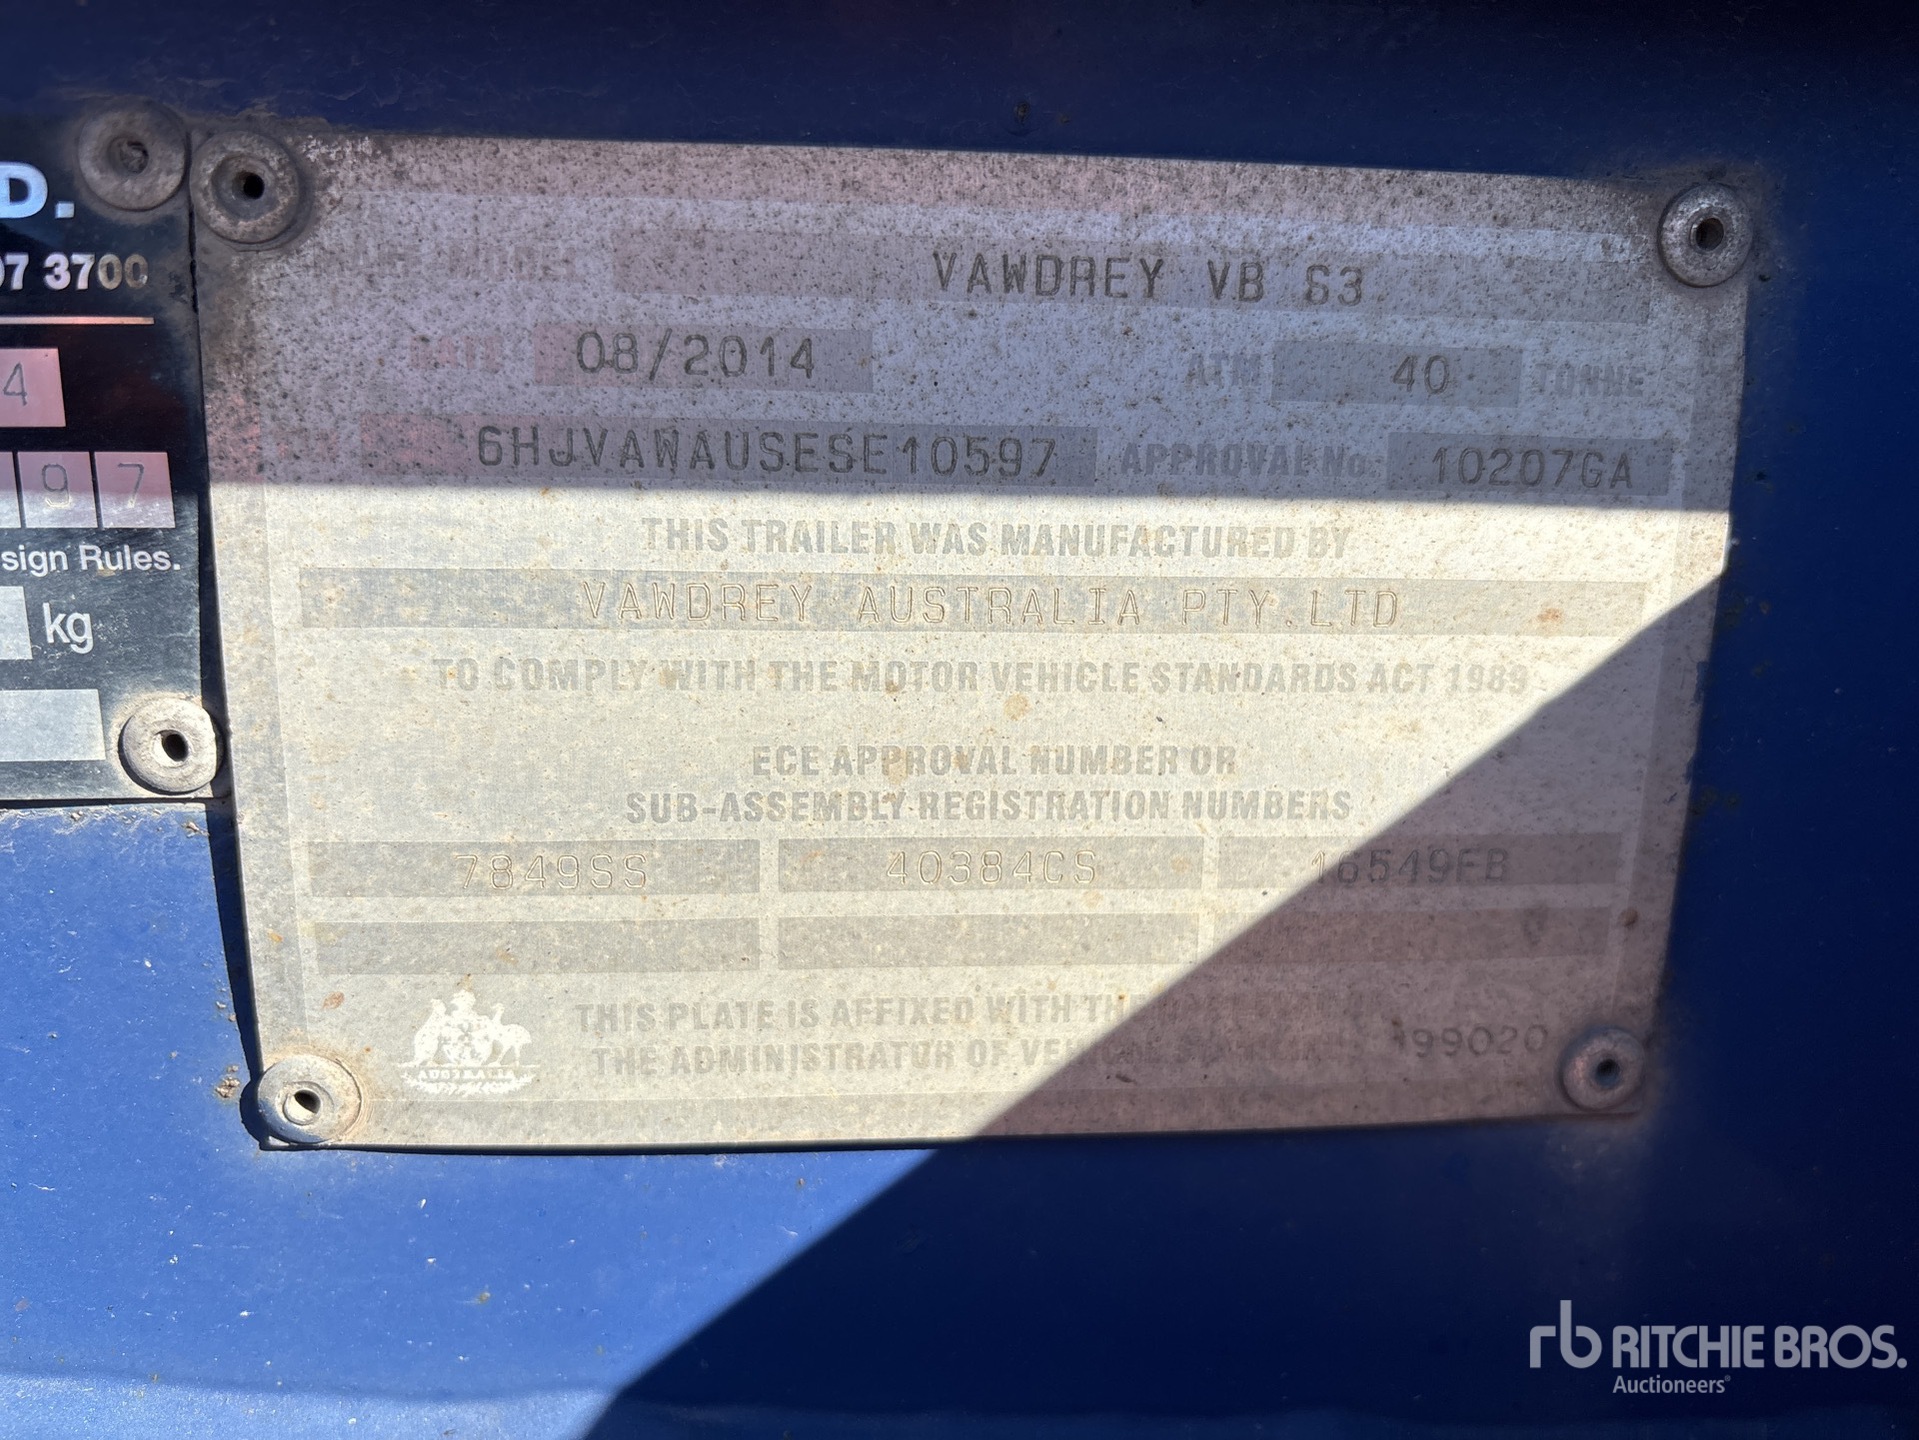 D.
07 3700
4
9 7
sign Rules.
kg
VAWDREY VB S3
DATE 08/2014 ATM 40 TONNE
6HJVAWAUSESE10597 APPROVAL No. 10207GA
THIS TRAILER WAS MANUFACTURED BY
VAWDREY AUSTRALIA PTY.LTD
TO COMPLY WITH THE MOTOR VEHICLE STANDARDS ACT 1989
ECE APPROVAL NUMBER OR
SUB-ASSEMBLY REGISTRATION NUMBERS
7849SS 40384CS 16549FB
THIS PLATE IS AFFIXED WITH THE
THE ADMINISTRATOR OF VEHICLE 199020
AUSTRALIA
rb RITCHIE BROS.
Auctioneers